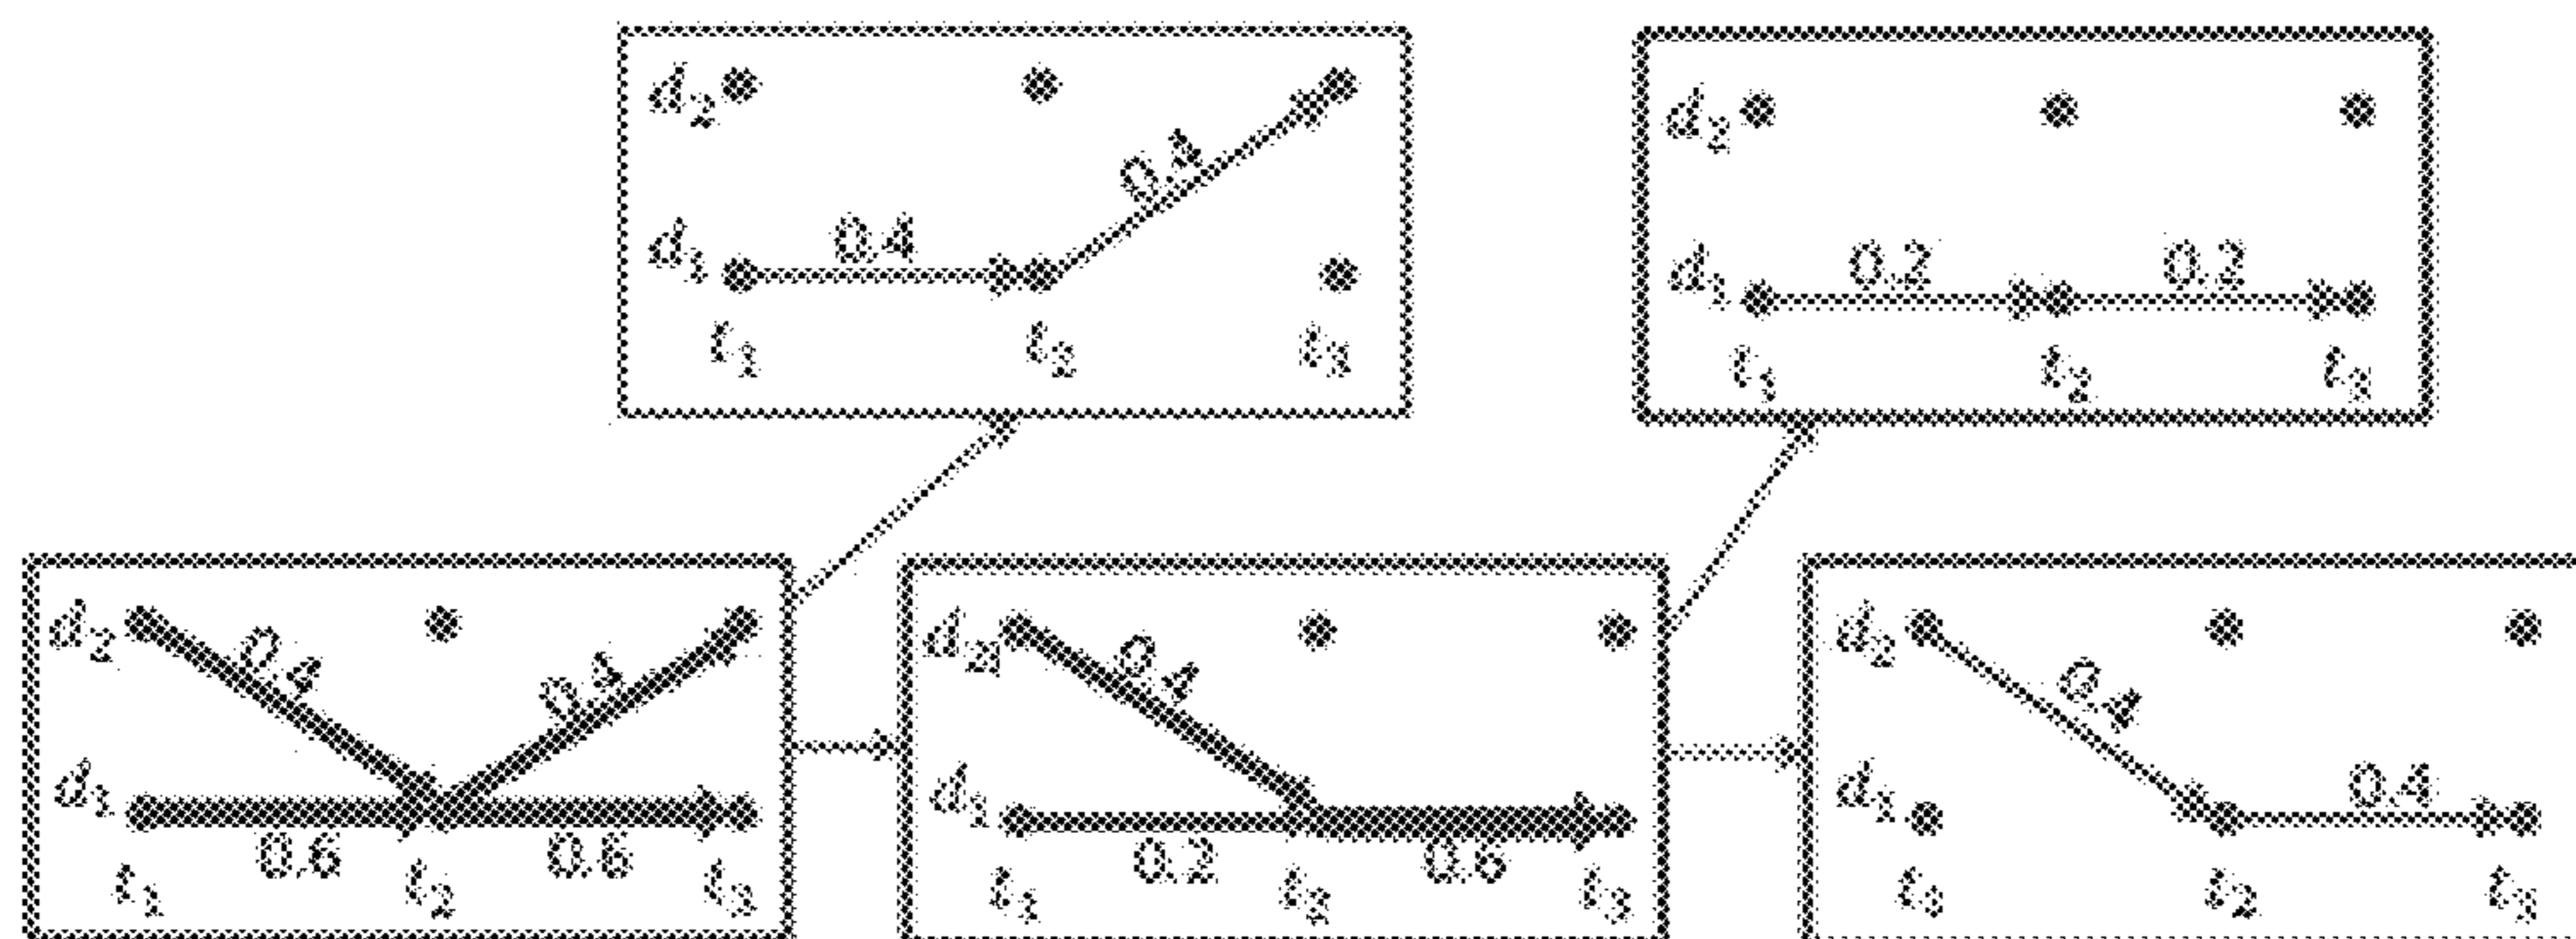 d₂
0.4
d₁ 0.4
t₁ t₂ t₃
d₂
d₁ 0.2 0.2
t₁ t₂ t₃
d₂ 0.4 0.4
d₁
0.6 0.6
t₁ t₂ t₃
d₂ 0.4
d₁
0.2 0.6
t₁ t₂ t₃
d₂ 0.4
d₁ 0.4
t₁ t₂ t₃